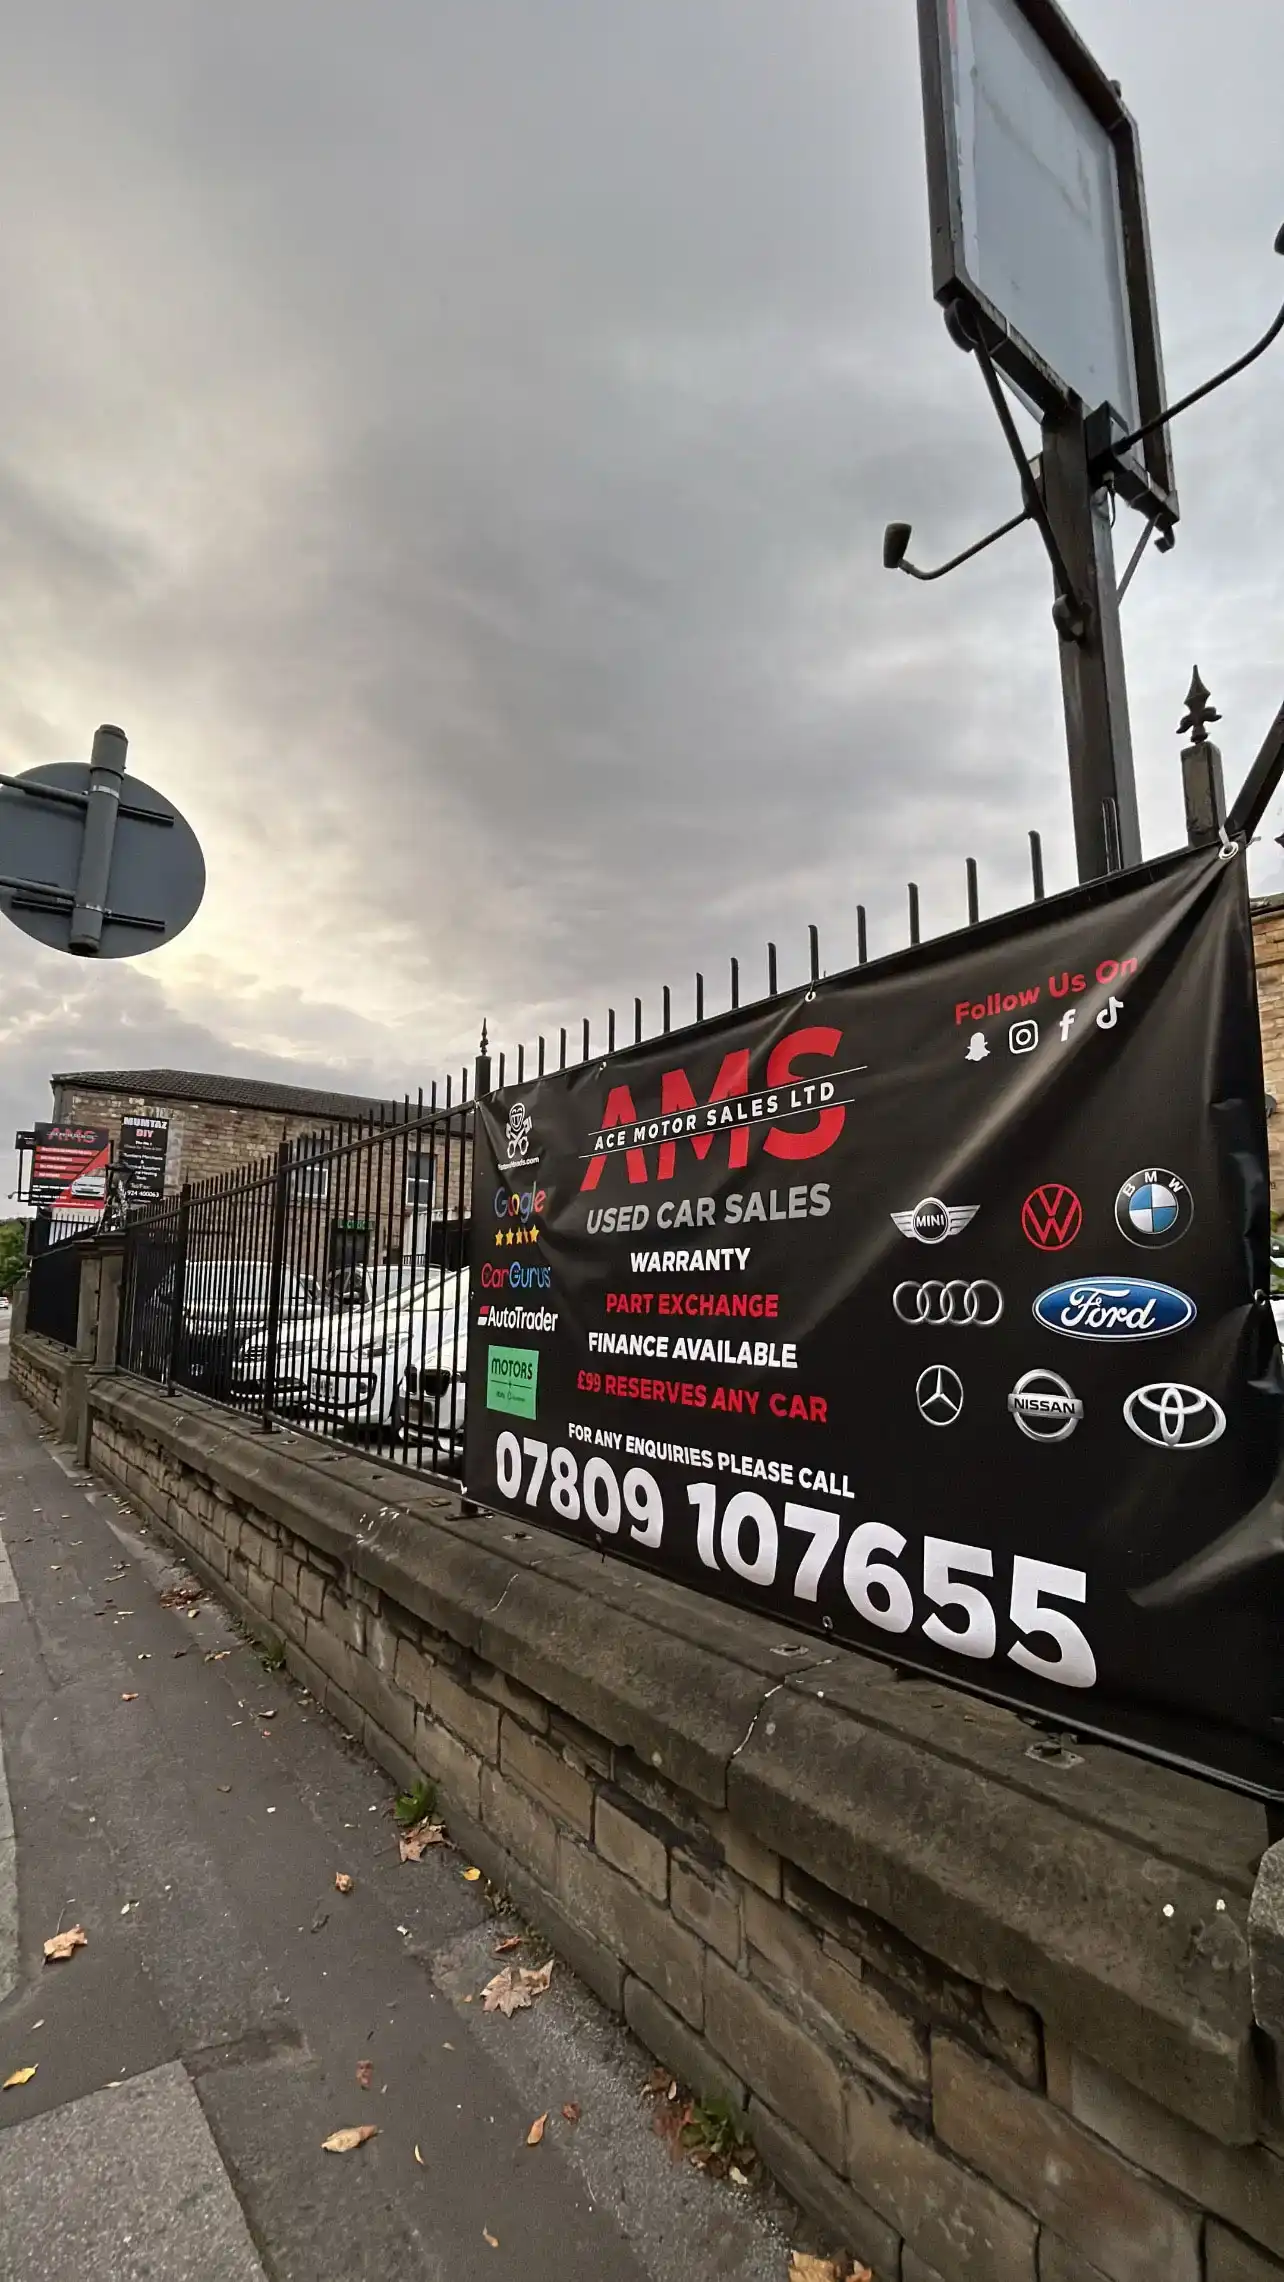 Follow Us On
AMS
ACE MOTOR SALES LTD
USED CAR SALES
WARRANTY
PART EXCHANGE
FINANCE AVAILABLE
£99 RESERVES ANY CAR
FOR ANY ENQUIRIES PLEASE CALL
07809 107655
Google
CarGurus
AutoTrader
MOTORS
MINI
BMW
Ford
NISSAN
AMS
MUMTAZ
DIY